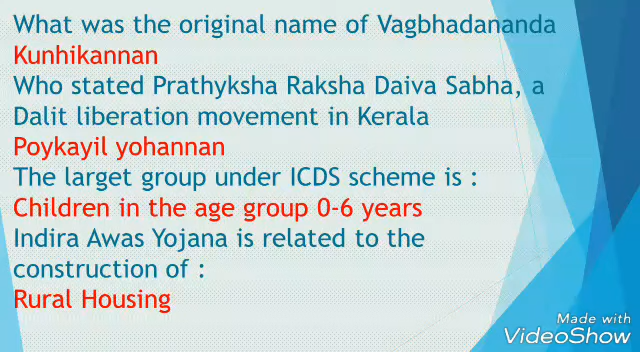 What was the original name of Vagbhadananda
Kunhikannan
Who stated Prathyksha Raksha Daiva Sabha, a
Dalit liberation movement in Kerala
Poykayil yohannan
The larget group under ICDS scheme is :
Children in the age group 0-6 years
Indira Awas Yojana is related to the
construction of :
Rural Housing
Made with
VideoShow